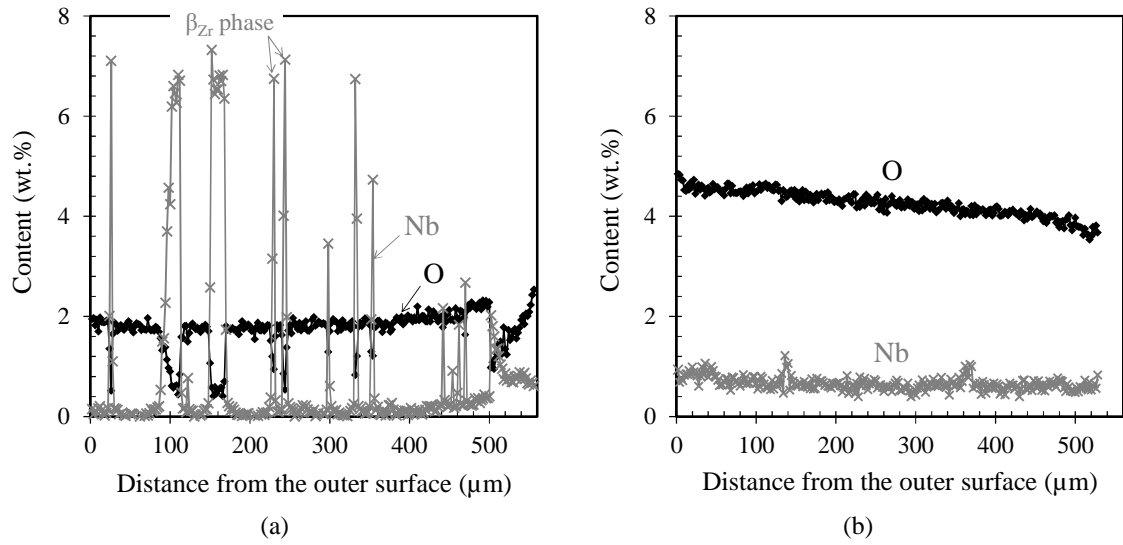 8
6
4
2
0
Content (wt.%)
β_Zr phase
Nb
O
0 100 200 300 400 500
Distance from the outer surface (µm)
(a)
8
6
4
2
0
Content (wt.%)
O
Nb
0 100 200 300 400 500
Distance from the outer surface (µm)
(b)